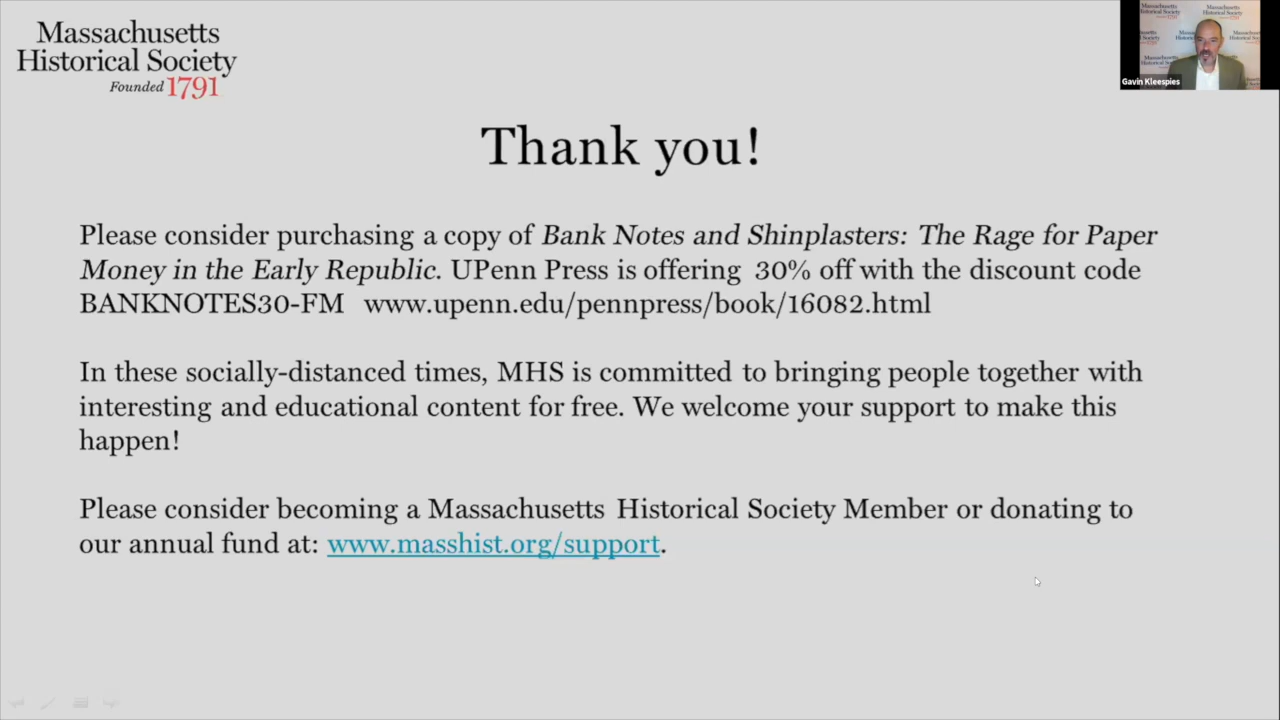 Massachusetts
Historical Society
Founded 1791
Gavin Kleespies
Thank you!
Please consider purchasing a copy of Bank Notes and Shinplasters: The Rage for Paper
Money in the Early Republic. UPenn Press is offering 30% off with the discount code
BANKNOTES30-FM www.upenn.edu/pennpress/book/16082.html
In these socially-distanced times, MHS is committed to bringing people together with
interesting and educational content for free. We welcome your support to make this
happen!
Please consider becoming a Massachusetts Historical Society Member or donating to
our annual fund at: www.masshist.org/support.